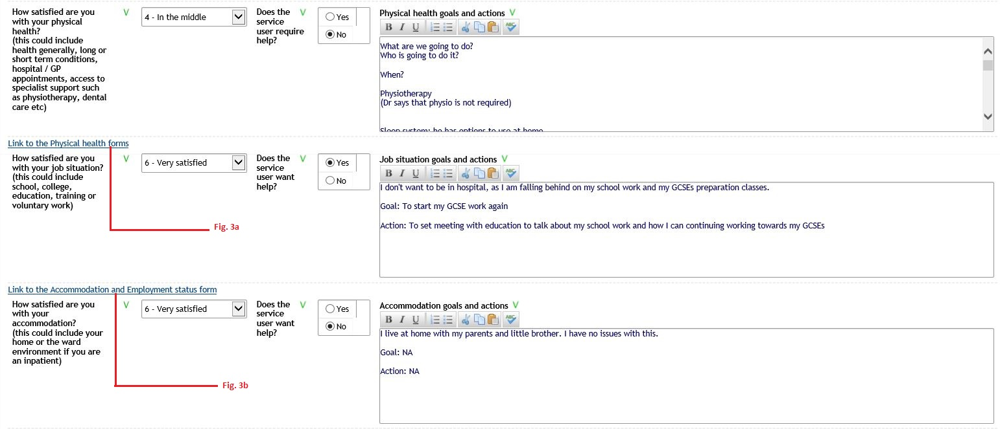 How satisfied are you
with your physical
health?
(this could include
health generally, long or
short term conditions,
hospital / GP
appointments, access to
specialist support such
as physiotherapy, dental
care etc)
V
4 - In the middle
Does the
service
user require
help?
V
Yes
No
Physical health goals and actions V
B I U ABC
What are we going to do?
Who is going to do it?
When?
Physiotherapy
(Dr says that physio is not required)
Sleep system: he has options to use at home
Link to the Physical health forms
How satisfied are you
with your job situation?
(this could include
school, college,
education, training or
voluntary work)
V
6 - Very satisfied
Does the
service
user want
help?
V
Yes
No
Job situation goals and actions V
B I U ABC
I don't want to be in hospital, as I am falling behind on my school work and my GCSEs preparation classes.
Goal: To start my GCSE work again
Action: To set meeting with education to talk about my school work and how I can continuing working towards my GCSEs
Fig. 3a
Link to the Accommodation and Employment status form
How satisfied are you
with your
accommodation?
(this could include your
home or the ward
environment if you are
an inpatient)
V
6 - Very satisfied
Does the
service
user want
help?
V
Yes
No
Accommodation goals and actions V
B I U ABC
I live at home with my parents and little brother. I have no issues with this.
Goal: NA
Action: NA
Fig. 3b